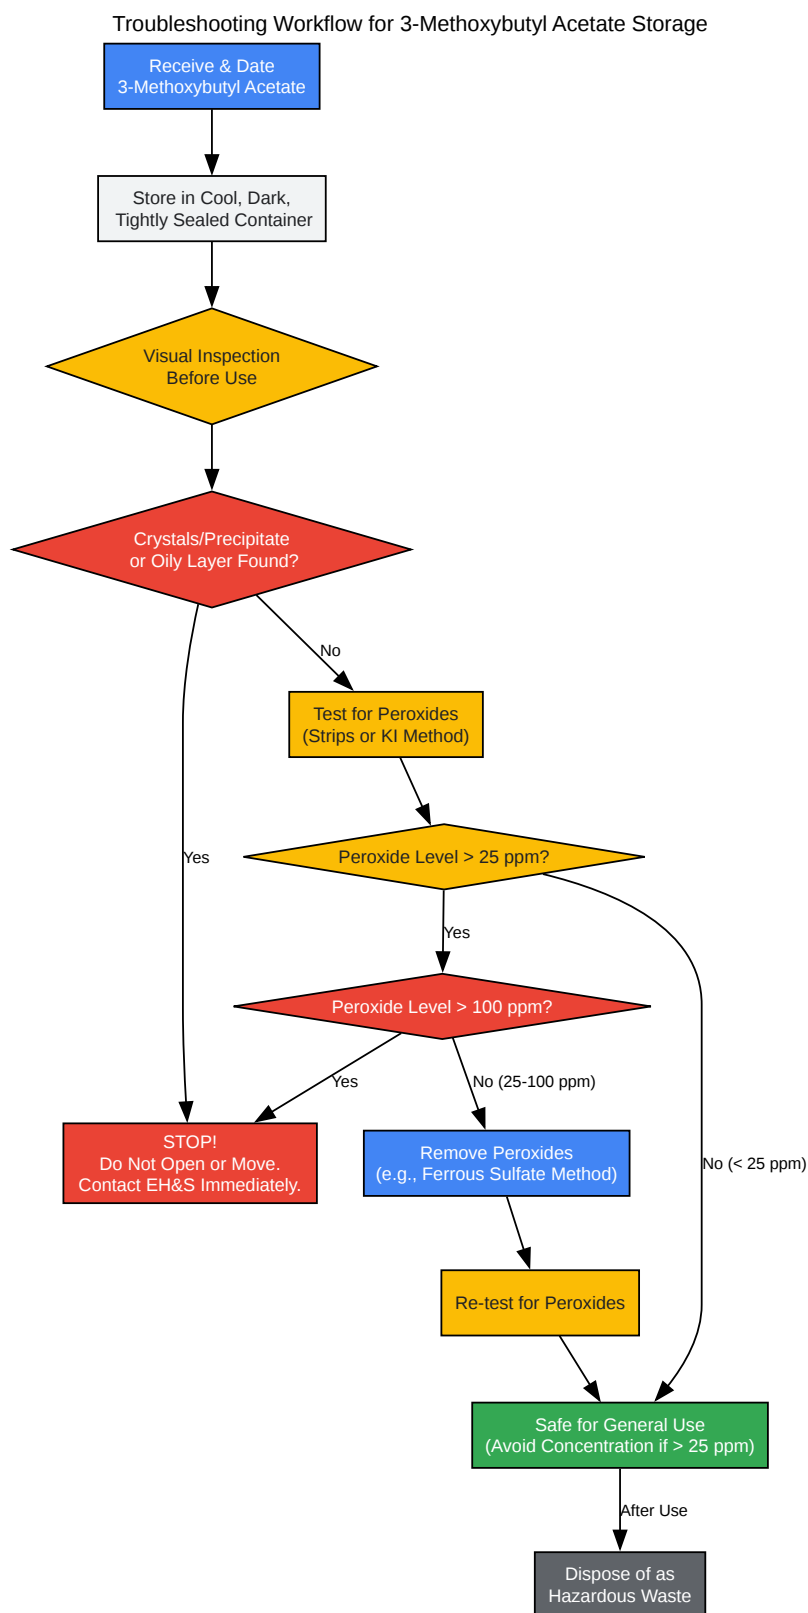 Troubleshooting Workflow for 3-Methoxybutyl Acetate Storage
Receive & Date
3-Methoxybutyl Acetate
Store in Cool, Dark,
Tightly Sealed Container
Visual Inspection
Before Use
Crystals/Precipitate
or Oily Layer Found?
No
Test for Peroxides
(Strips or KI Method)
Yes
Peroxide Level > 25 ppm?
Yes
Peroxide Level > 100 ppm?
Yes
No (25-100 ppm)
STOP!
Do Not Open or Move.
Contact EH&S Immediately.
Remove Peroxides
(e.g., Ferrous Sulfate Method)
No (< 25 ppm)
Re-test for Peroxides
Safe for General Use
(Avoid Concentration if > 25 ppm)
After Use
Dispose of as
Hazardous Waste